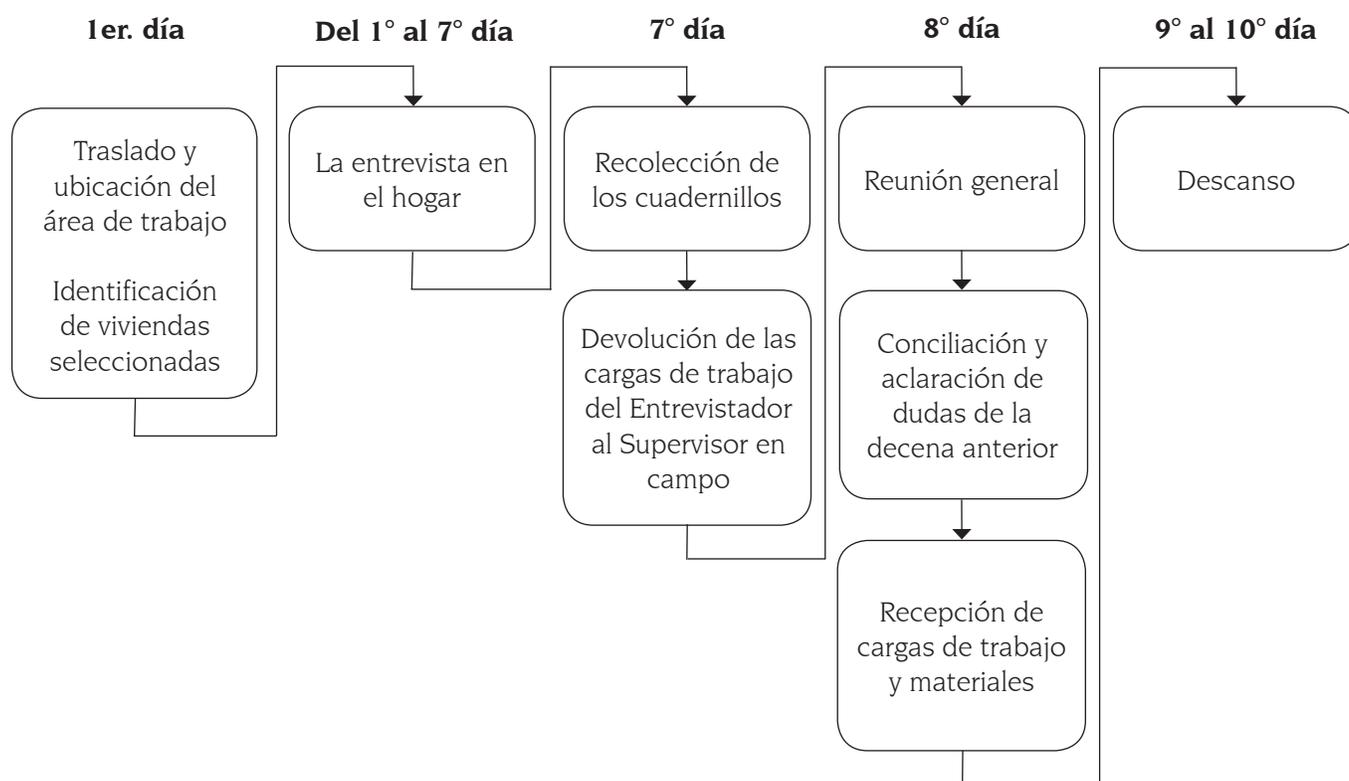 1er. día
Del 1° al 7° día
7° día
8° día
9° al 10° día
Traslado y
ubicación del
área de trabajo
Identificación
de viviendas
seleccionadas
La entrevista en
el hogar
Recolección de
los cuadernillos
Devolución de las
cargas de trabajo
del Entrevistador
al Supervisor en
campo
Reunión general
Conciliación y
aclaración de
dudas de la
decena anterior
Recepción de
cargas de trabajo
y materiales
Descanso